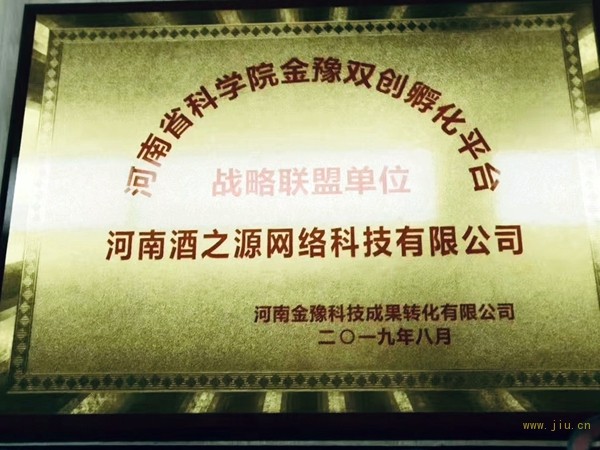 河南省科学院金豫双创孵化平台
战略联盟单位
河南酒之源网络科技有限公司
河南金豫科技成果转化有限公司
二〇一九年八月
www.jiu.cn